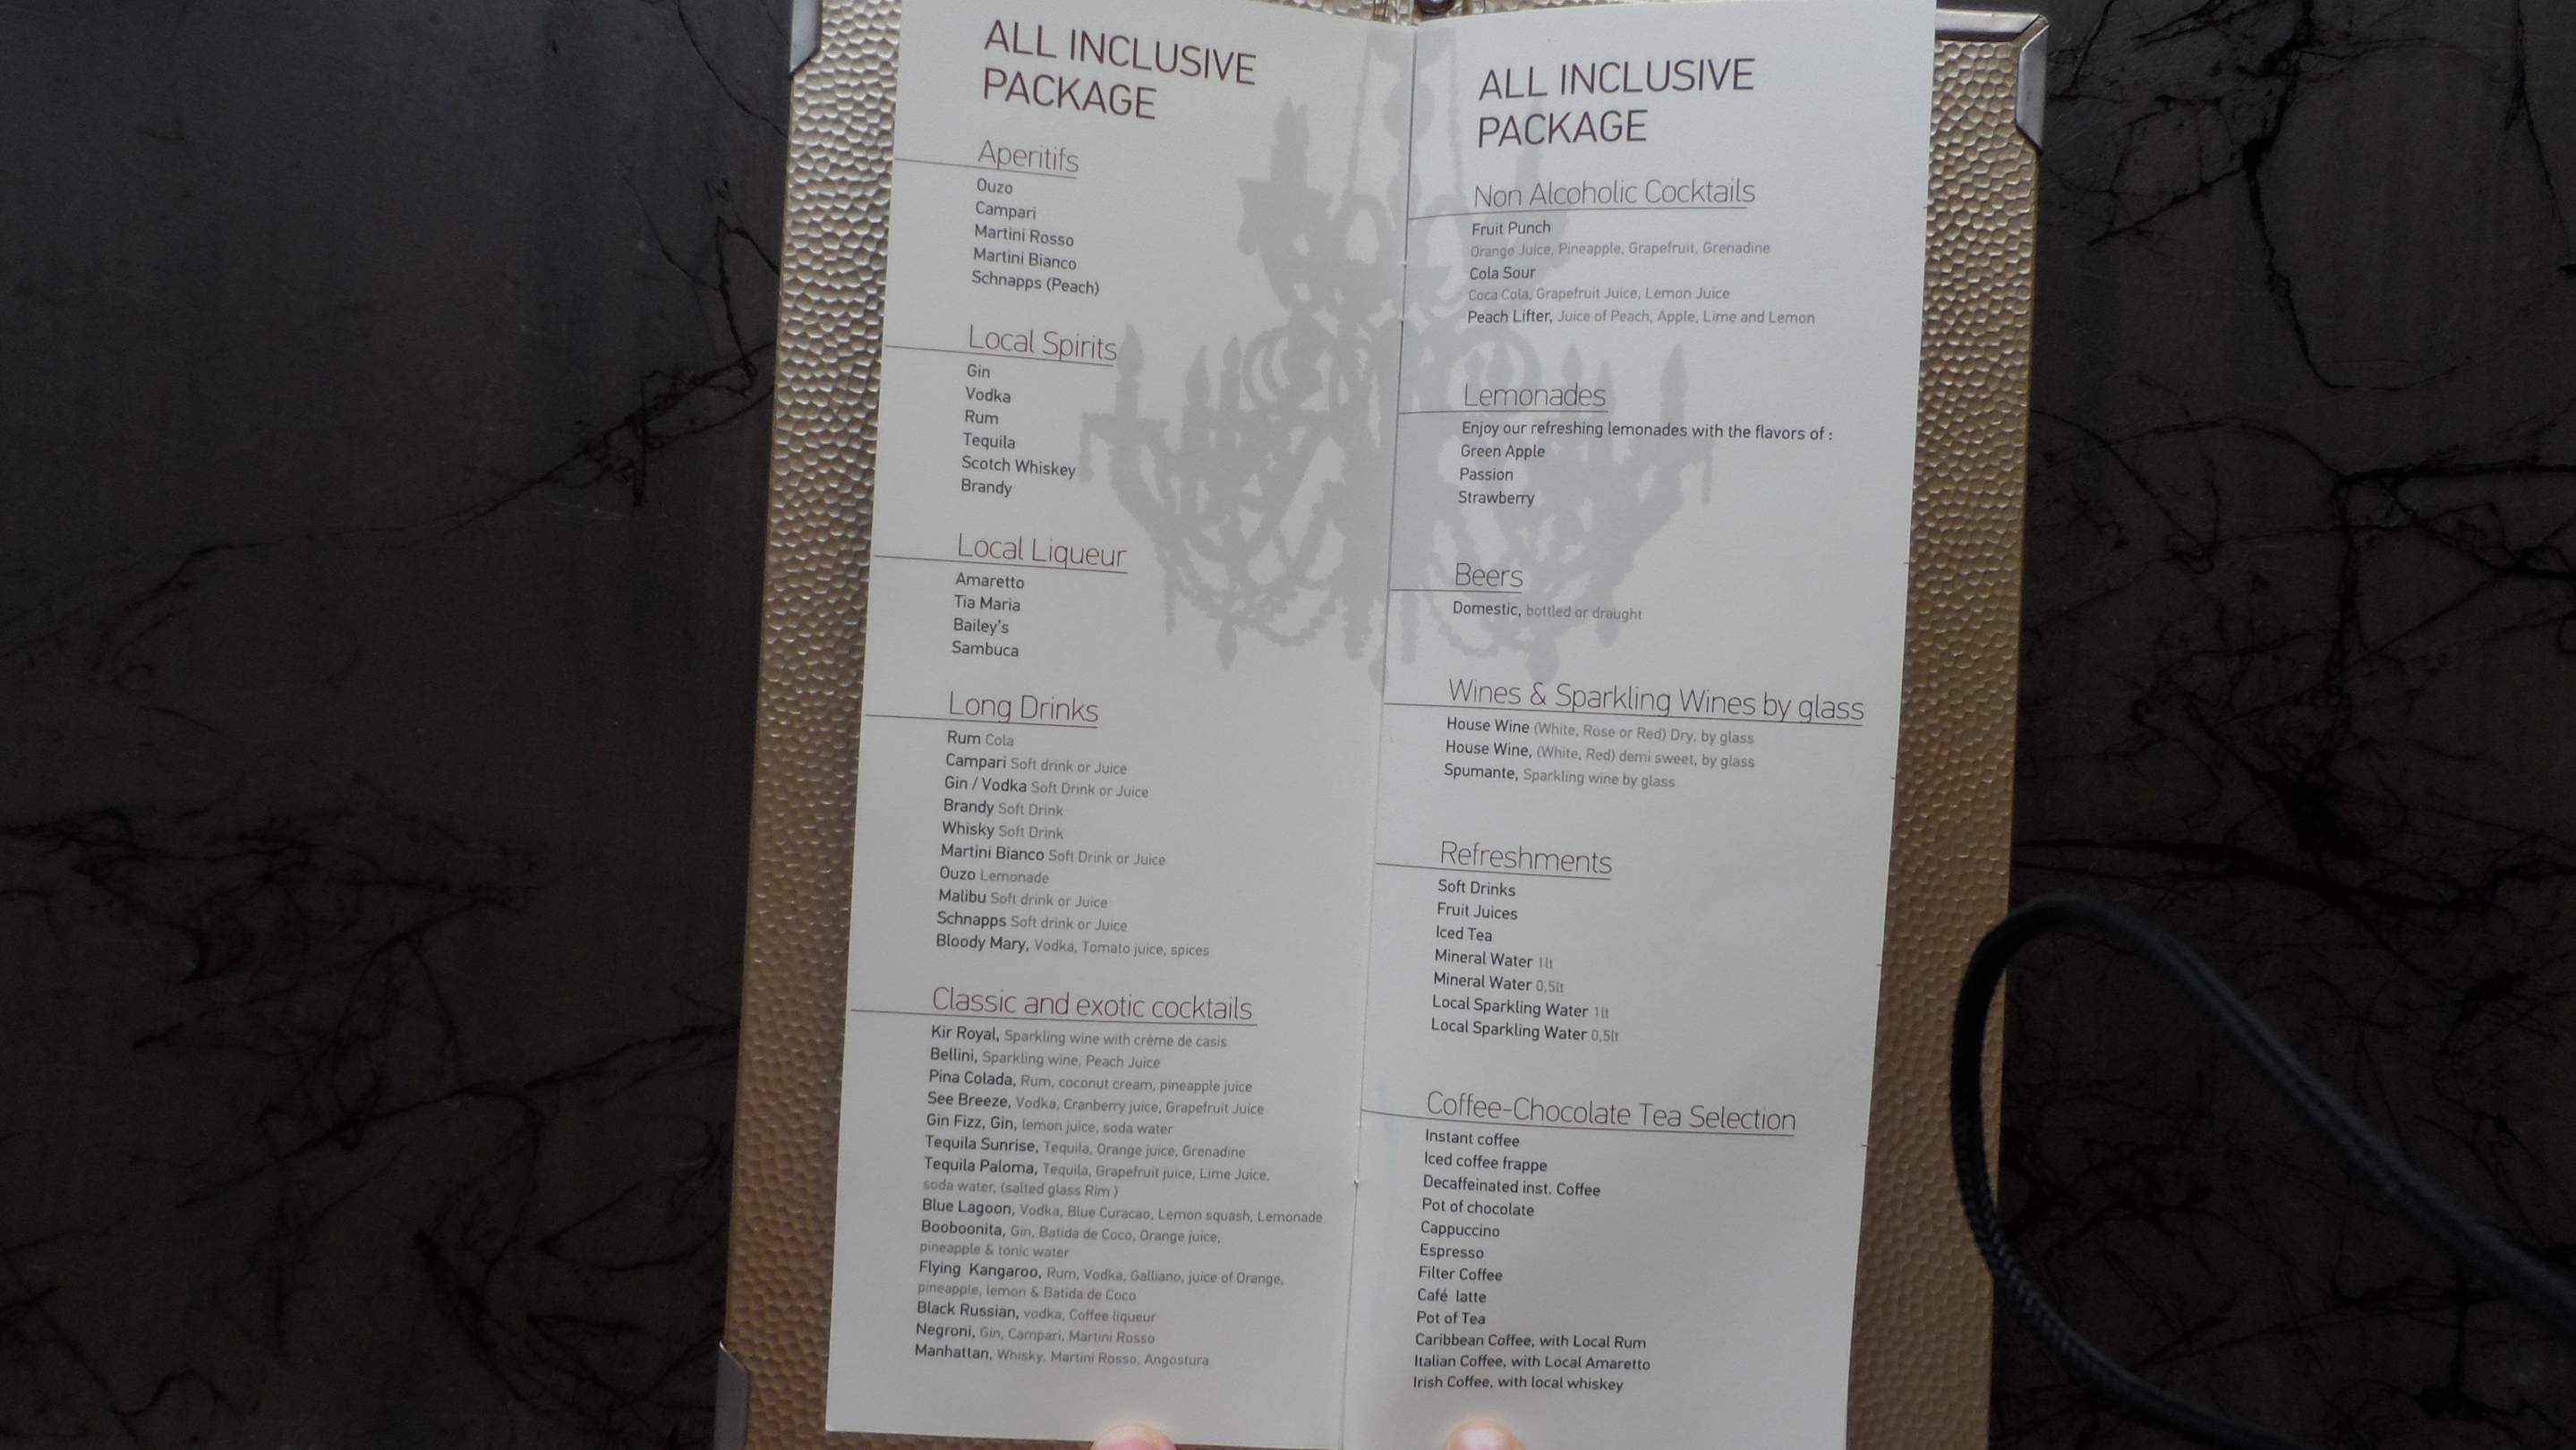 ALL INCLUSIVE
PACKAGE
Aperitifs
Ouzo
Campari
Martini Rosso
Martini Bianco
Schnapps (Peach)
Local Spirits
Gin
Vodka
Rum
Tequila
Scotch Whiskey
Brandy
Local Liqueur
Amaretto
Tia Maria
Bailey's
Sambuca
Long Drinks
Rum Cola
Campari Soft drink or Juice
Gin / Vodka Soft Drink or Juice
Brandy Soft Drink
Whisky Soft Drink
Martini Bianco Soft Drink or Juice
Ouzo Lemonade
Malibu Soft drink or Juice
Schnapps Soft drink or Juice
Bloody Mary, Vodka, Tomato juice, spices
Classic and exotic cocktails
Kir Royal, Sparkling wine with crème de casis
Bellini, Sparkling wine, Peach Juice
Pina Colada, Rum, coconut cream, pineapple juice
See Breeze, Vodka, Cranberry juice, Grapefruit Juice
Gin Fizz, Gin, lemon juice, soda water
Tequila Sunrise, Tequila, Orange juice, Grenadine
Tequila Paloma, Tequila, Grapefruit juice, Lime Juice,
soda water, (salted glass Rim )
Blue Lagoon, Vodka, Blue Curacao, Lemon squash, Lemonade
Booboonita, Gin, Batida de Coco, Orange juice,
pineapple & tonic water
Flying Kangaroo, Rum, Vodka, Galliano, juice of Orange,
pineapple, lemon & Batida de Coco
Black Russian, vodka, Coffee liqueur
Negroni, Gin, Campari, Martini Rosso
Manhattan, Whisky, Martini Rosso, Angostura
ALL INCLUSIVE
PACKAGE
Non Alcoholic Cocktails
Fruit Punch
Orange Juice, Pineapple, Grapefruit, Grenadine
Cola Sour
Coca Cola, Grapefruit Juice, Lemon Juice
Peach Lifter, Juice of Peach, Apple, Lime and Lemon
Lemonades
Enjoy our refreshing lemonades with the flavors of :
Green Apple
Passion
Strawberry
Beers
Domestic, bottled or draught
Wines & Sparkling Wines by glass
House Wine (White, Rose or Red) Dry, by glass
House Wine, (White, Red) demi sweet, by glass
Spumante, Sparkling wine by glass
Refreshments
Soft Drinks
Fruit Juices
Iced Tea
Mineral Water 1lt
Mineral Water 0,5lt
Local Sparkling Water 1lt
Local Sparkling Water 0,5lt
Coffee-Chocolate Tea Selection
Instant coffee
Iced coffee frappe
Decaffeinated inst. Coffee
Pot of chocolate
Cappuccino
Espresso
Filter Coffee
Café latte
Pot of Tea
Caribbean Coffee, with Local Rum
Italian Coffee, with Local Amaretto
Irish Coffee, with local whiskey